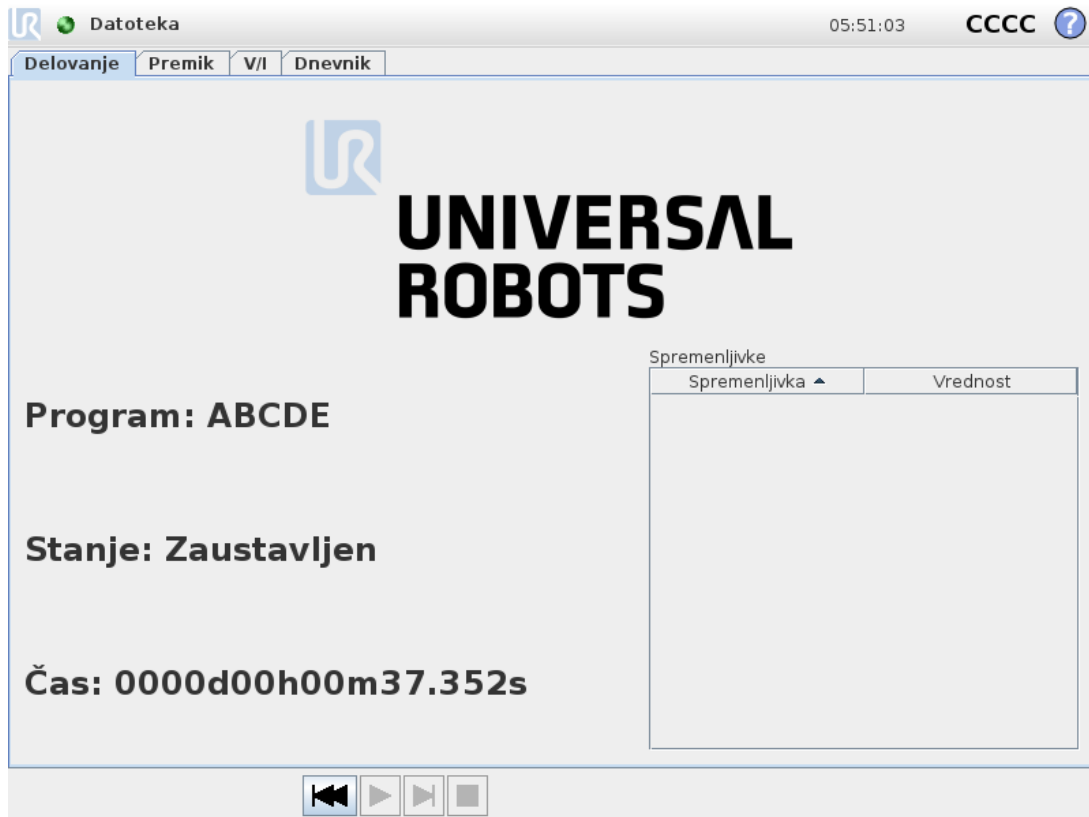 Datoteka
05:51:03
CCCC
?
Delovanje
Premik
V/I
Dnevnik
UR
UNIVERSAL
ROBOTS
Spremenljivke
Spremenljivka
Vrednost
Program: ABCDE
Stanje: Zaustavljen
Čas: 0000d00h00m37.352s